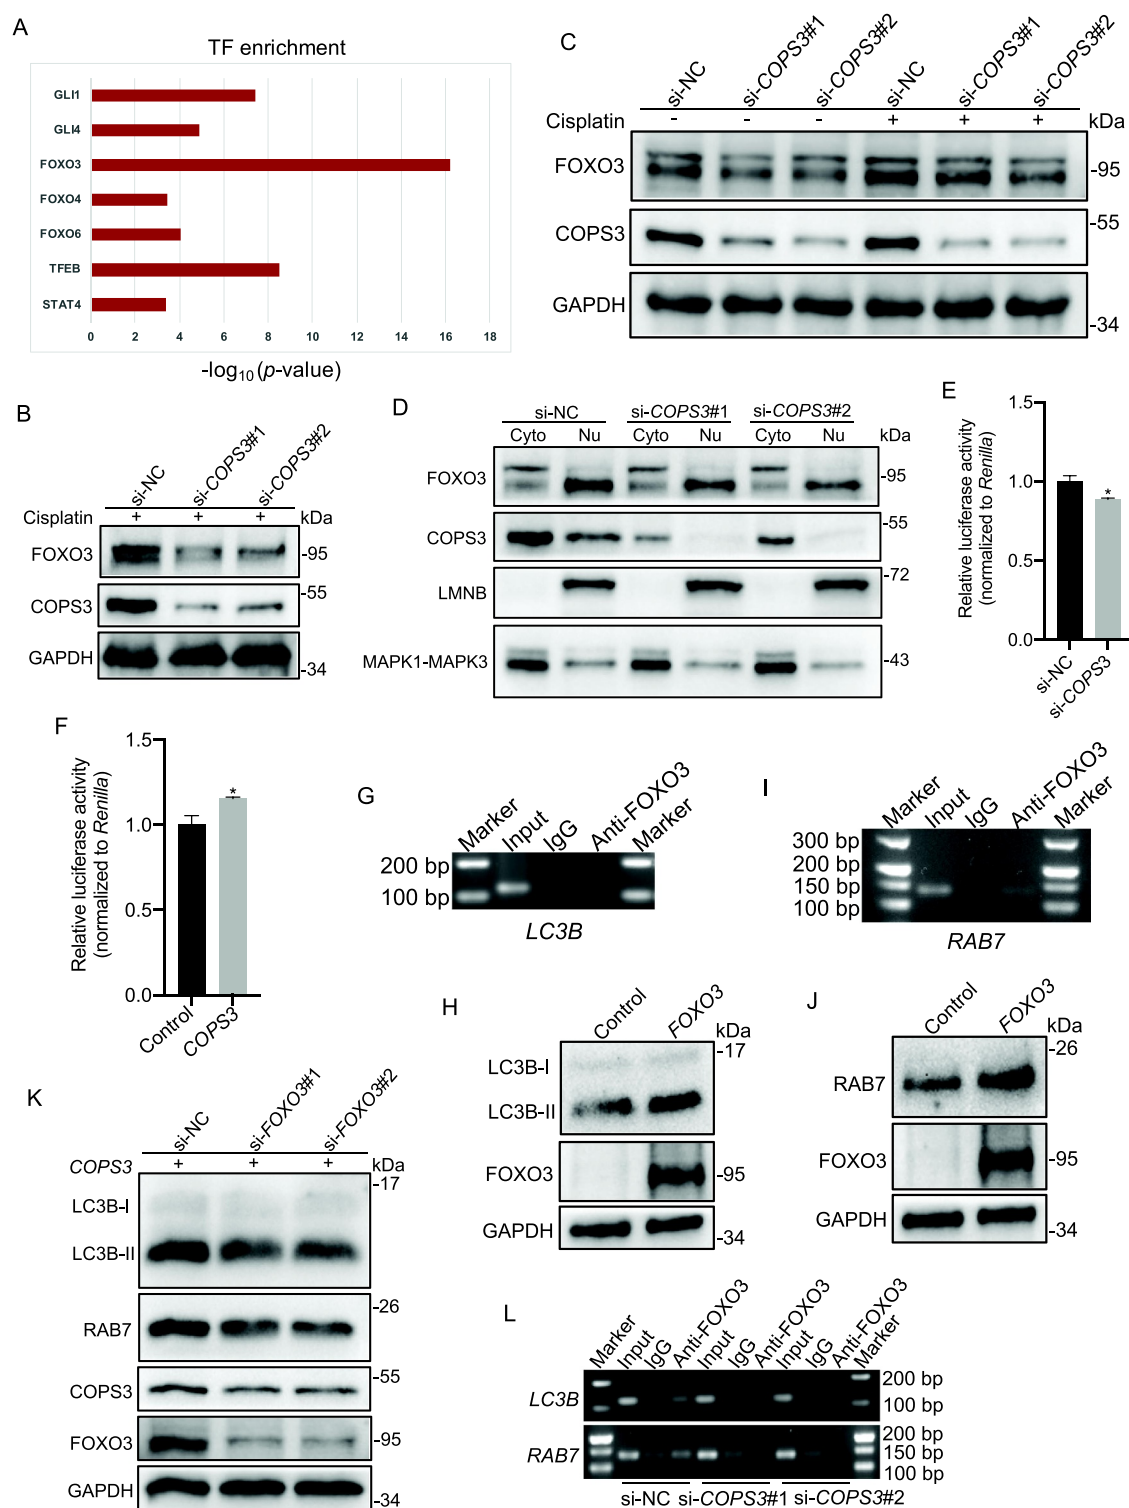 A
TF enrichment
GLI1
GLI4
FOXO3
FOXO4
FOXO6
TFEB
STAT4
0 2 4 6 8 10 12 14 16 18
-log10 (p-value)
B
si-NC si-COPS3#1 si-COPS3#2
Cisplatin + + + kDa
FOXO3 -95
COPS3 -55
GAPDH -34
C
si-NC si-COPS3#1 si-COPS3#2 si-NC si-COPS3#1 si-COPS3#2
Cisplatin - - - + + + kDa
FOXO3 -95
COPS3 -55
GAPDH -34
D
si-NC si-COPS3#1 si-COPS3#2
Cyto Nu Cyto Nu Cyto Nu kDa
FOXO3 -95
COPS3 -55
LMNB -72
MAPK1-MAPK3 -43
E
Relative luciferase activity
(normalized to Renilla)
1.5
1.0
0.5
0.0
*
si-NC si-COPS3
F
Relative luciferase activity
(normalized to Renilla)
1.5
1.0
0.5
0.0
*
Control COPS3
G
Marker Input IgG Anti-FOXO3 Marker
200 bp
100 bp
LC3B
I
Marker Input IgG Anti-FOXO3 Marker
300 bp
200 bp
150 bp
100 bp
RAB7
H
Control FOXO3
kDa
-17
LC3B-I
LC3B-II
FOXO3 -95
GAPDH -34
J
Control FOXO3
kDa
-26
RAB7
FOXO3 -95
GAPDH -34
K
si-NC si-FOXO3#1 si-FOXO3#2
COPS3 + + + kDa
-17
LC3B-I
LC3B-II
-26
RAB7
COPS3 -55
FOXO3 -95
GAPDH -34
L
Marker Input IgG Anti-FOXO3 Input IgG Anti-FOXO3 Input IgG Anti-FOXO3 Marker
LC3B 200 bp
100 bp
RAB7 200 bp
150 bp
100 bp
si-NC si-COPS3#1 si-COPS3#2